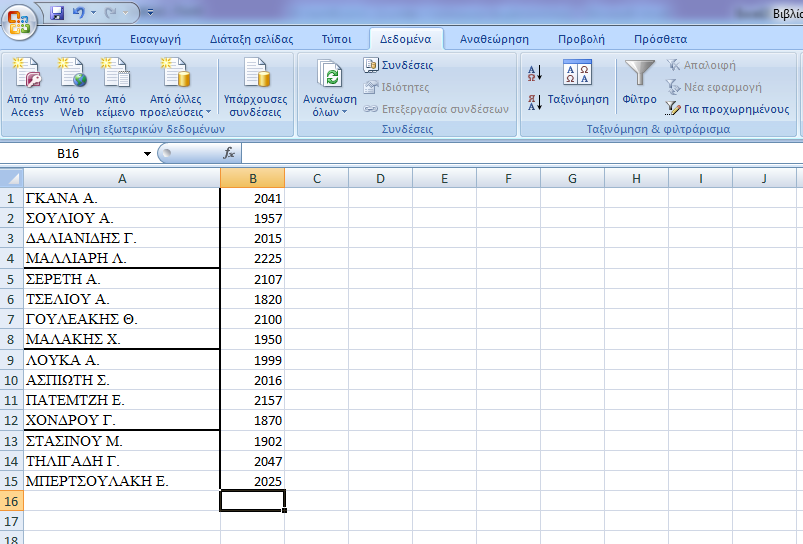 Βιβλίο
Κεντρική Εισαγωγή Διάταξη σελίδας Τύποι Δεδομένα Αναθεώρηση Προβολή Πρόσθετα
Από την Access
Από το Web
Από κείμενο
Από άλλες προελεύσεις
Υπάρχουσες συνδέσεις
Λήψη εξωτερικών δεδομένων
Ανανέωση όλων
Συνδέσεις
Ιδιότητες
Επεξεργασία συνδέσεων
Συνδέσεις
Ταξινόμηση
Φίλτρο
Απαλοιφή
Νέα εφαρμογή
Για προχωρημένους
Ταξινόμηση & φιλτράρισμα
B16 fx
A B C D E F G H I J
1 ΓΚΑΝΑ Α. 2041
2 ΣΟΥΛΙΟΥ Α. 1957
3 ΔΑΛΙΑΝΙΔΗΣ Γ. 2015
4 ΜΑΛΛΙΑΡΗ Λ. 2225
5 ΣΕΡΕΤΗ Α. 2107
6 ΤΣΕΛΙΟΥ Α. 1820
7 ΓΟΥΛΕΑΚΗΣ Θ. 2100
8 ΜΑΛΑΚΗΣ Χ. 1950
9 ΛΟΥΚΑ Α. 1999
10 ΑΣΠΙΩΤΗ Σ. 2016
11 ΠΑΤΕΜΤΖΗ Ε. 2157
12 ΧΟΝΔΡΟΥ Γ. 1870
13 ΣΤΑΣΙΝΟΥ Μ. 1902
14 ΤΗΛΙΓΑΔΗ Γ. 2047
15 ΜΠΕΡΤΣΟΥΛΑΚΗ Ε. 2025
16
17
18